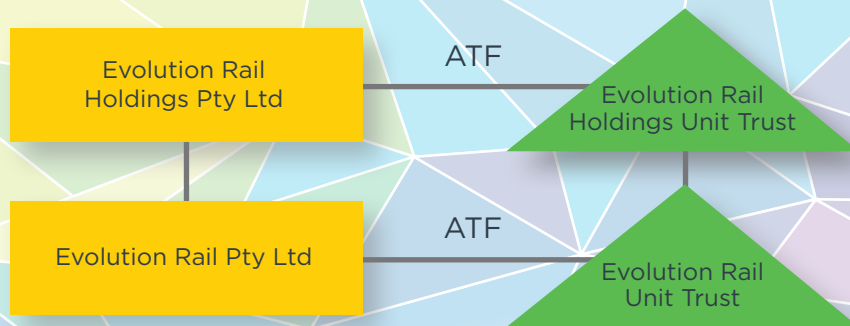 Evolution Rail
Holdings Pty Ltd
ATF
Evolution Rail
Holdings Unit Trust
Evolution Rail Pty Ltd
ATF
Evolution Rail
Unit Trust